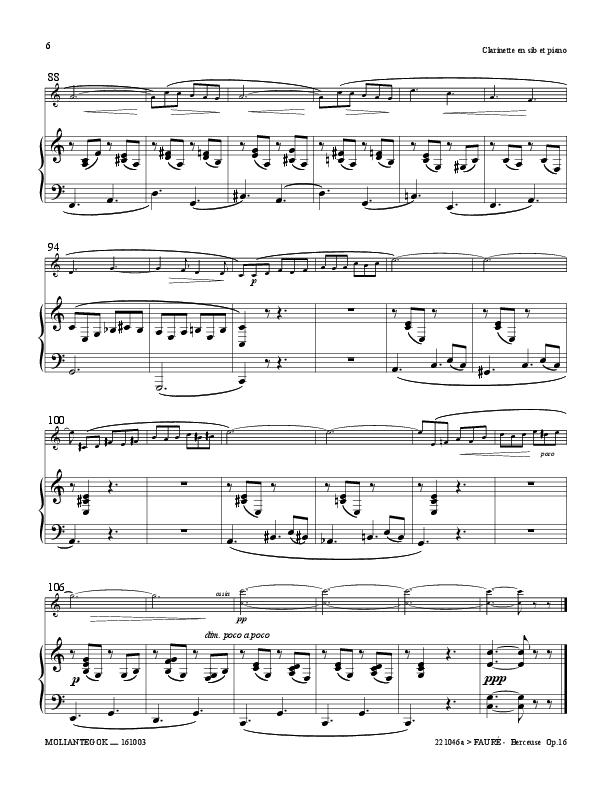 6
Clarinette en sib et piano
88
94
p
100
poco
106
ossia
pp
dim. poco a poco
p
ppp
MOLIANTEGOK __ 161003
221046a > FAURÉ - Berceuse Op.16